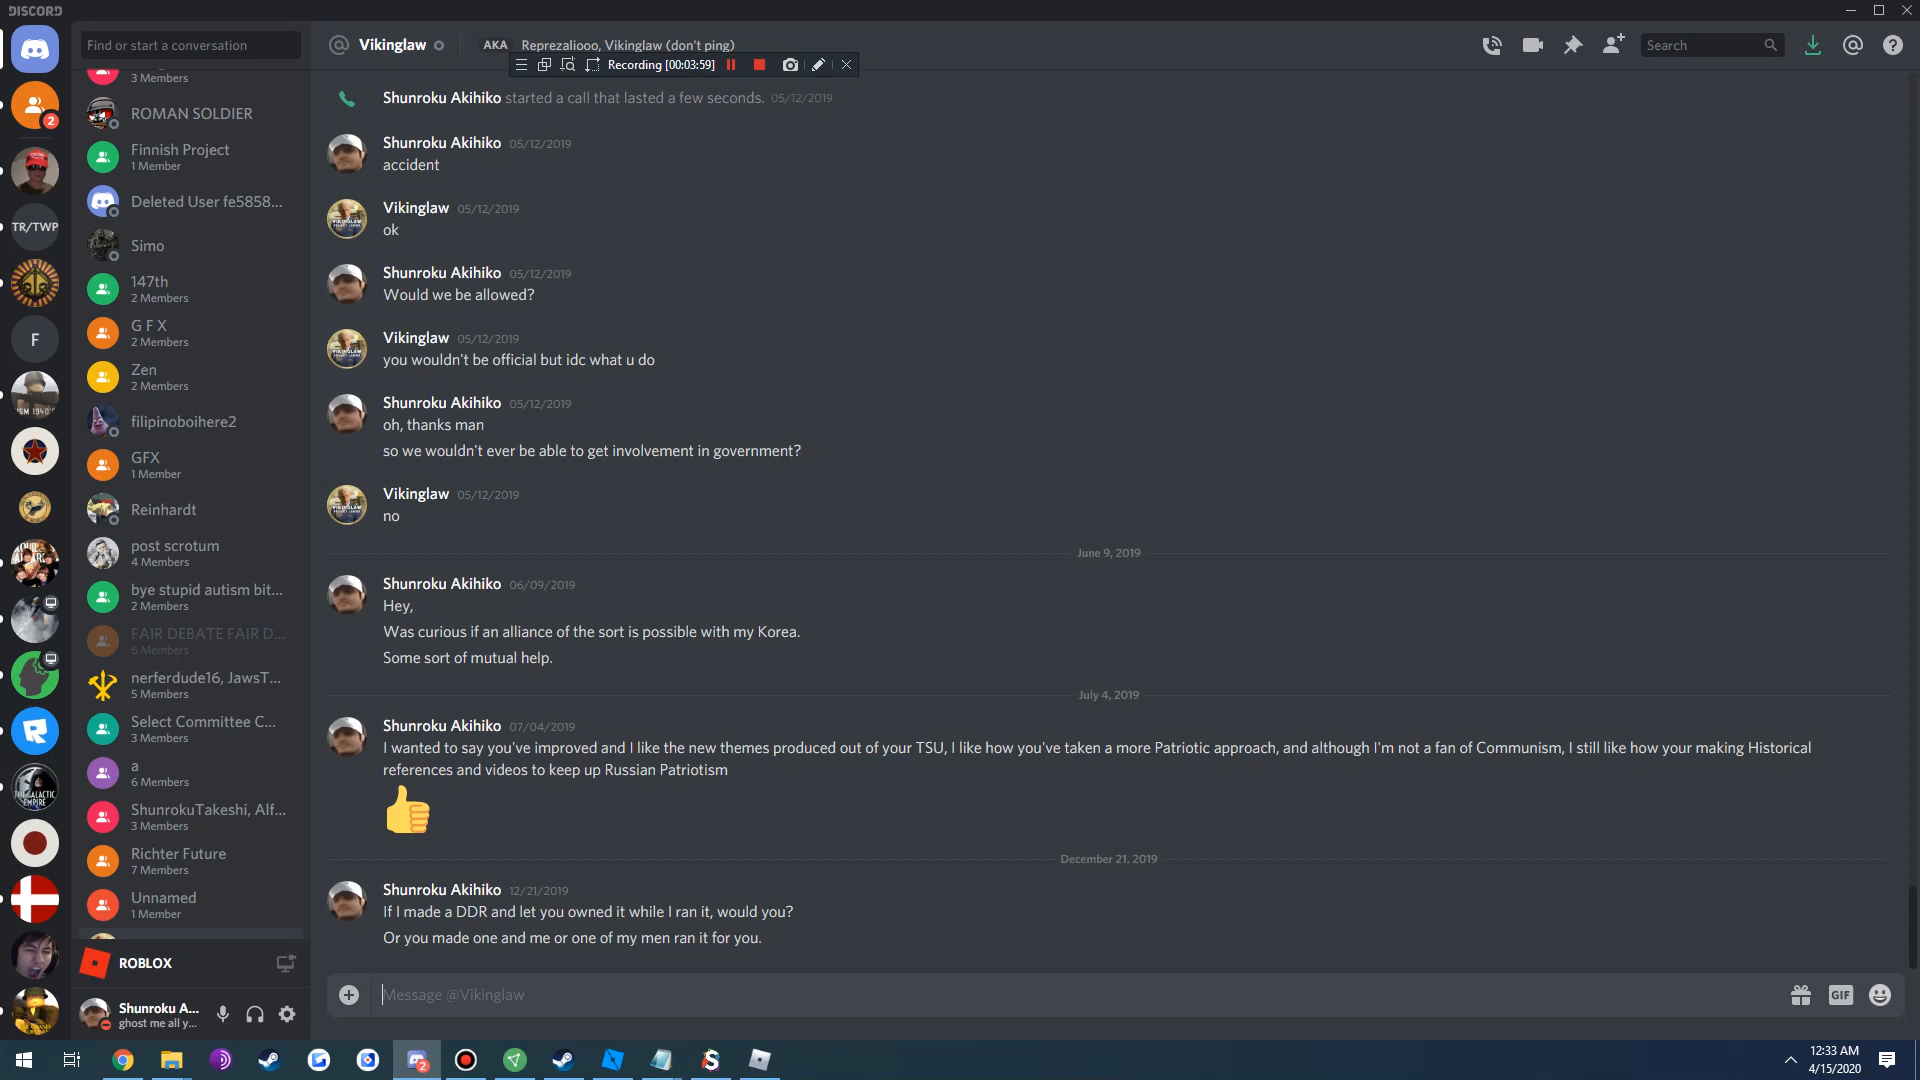 DISCORD
Find or start a conversation
Vikinglaw
AKA Reprezaliooo, Vikinglaw (don't ping)
Search
Recording [00:03:59]
2
TR/TWP
F
THE GALACTIC
EMPIRE
3 Members
ROMAN SOLDIER
Finnish Project
1 Member
Deleted User fe5858...
Simo
147th
2 Members
G F X
2 Members
Zen
2 Members
filipinoboihere2
GFX
1 Member
Reinhardt
post scrotum
4 Members
bye stupid autism bit...
2 Members
FAIR DEBATE FAIR D...
6 Members
nerferdude16, JawsT...
5 Members
Select Committee C...
3 Members
a
6 Members
ShunrokuTakeshi, Alf...
3 Members
Richter Future
7 Members
Unnamed
1 Member
ROBLOX
Shunroku A...
ghost me all y...
Shunroku Akihiko started a call that lasted a few seconds. 05/12/2019
Shunroku Akihiko 05/12/2019
accident
Vikinglaw 05/12/2019
ok
Shunroku Akihiko 05/12/2019
Would we be allowed?
Vikinglaw 05/12/2019
you wouldn't be official but idc what u do
Shunroku Akihiko 05/12/2019
oh, thanks man
so we wouldn't ever be able to get involvement in government?
Vikinglaw 05/12/2019
no
June 9, 2019
Shunroku Akihiko 06/09/2019
Hey,
Was curious if an alliance of the sort is possible with my Korea.
Some sort of mutual help.
July 4, 2019
Shunroku Akihiko 07/04/2019
I wanted to say you've improved and I like the new themes produced out of your TSU, I like how you've taken a more Patriotic approach, and although I'm not a fan of Communism, I still like how your making Historical
references and videos to keep up Russian Patriotism
December 21, 2019
Shunroku Akihiko 12/21/2019
If I made a DDR and let you owned it while I ran it, would you?
Or you made one and me or one of my men ran it for you.
Message @Vikinglaw
GIF
2
12:33 AM
4/15/2020